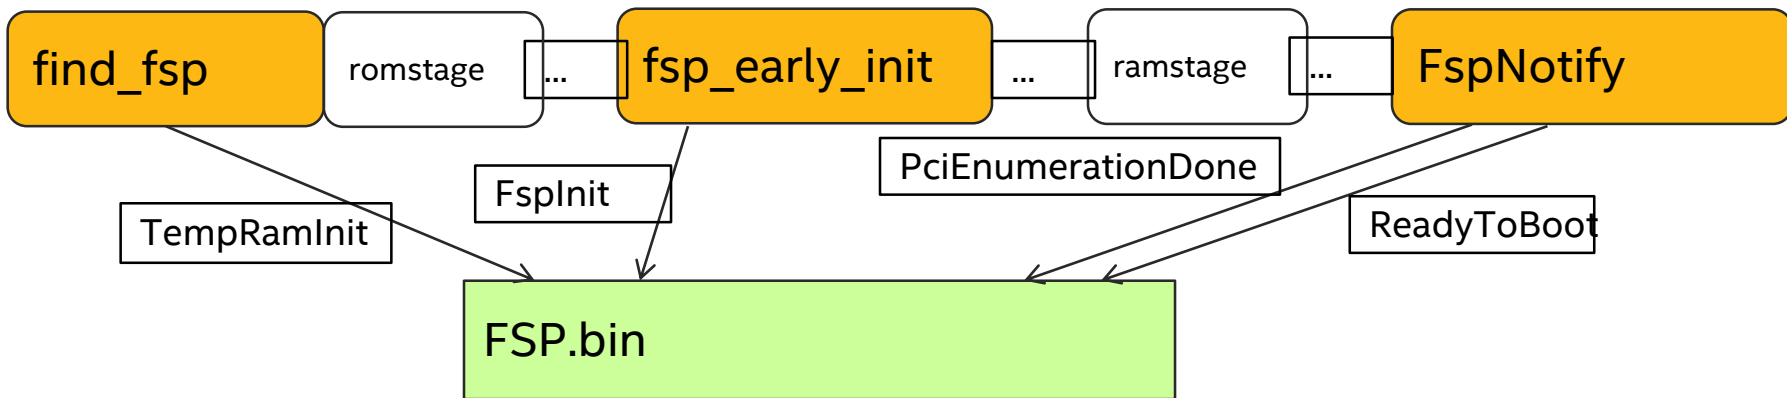 find_fsp
romstage
...
fsp_early_init
...
ramstage
...
FspNotify
TempRamInit
FspInit
PciEnumerationDone
ReadyToBoot
FSP.bin